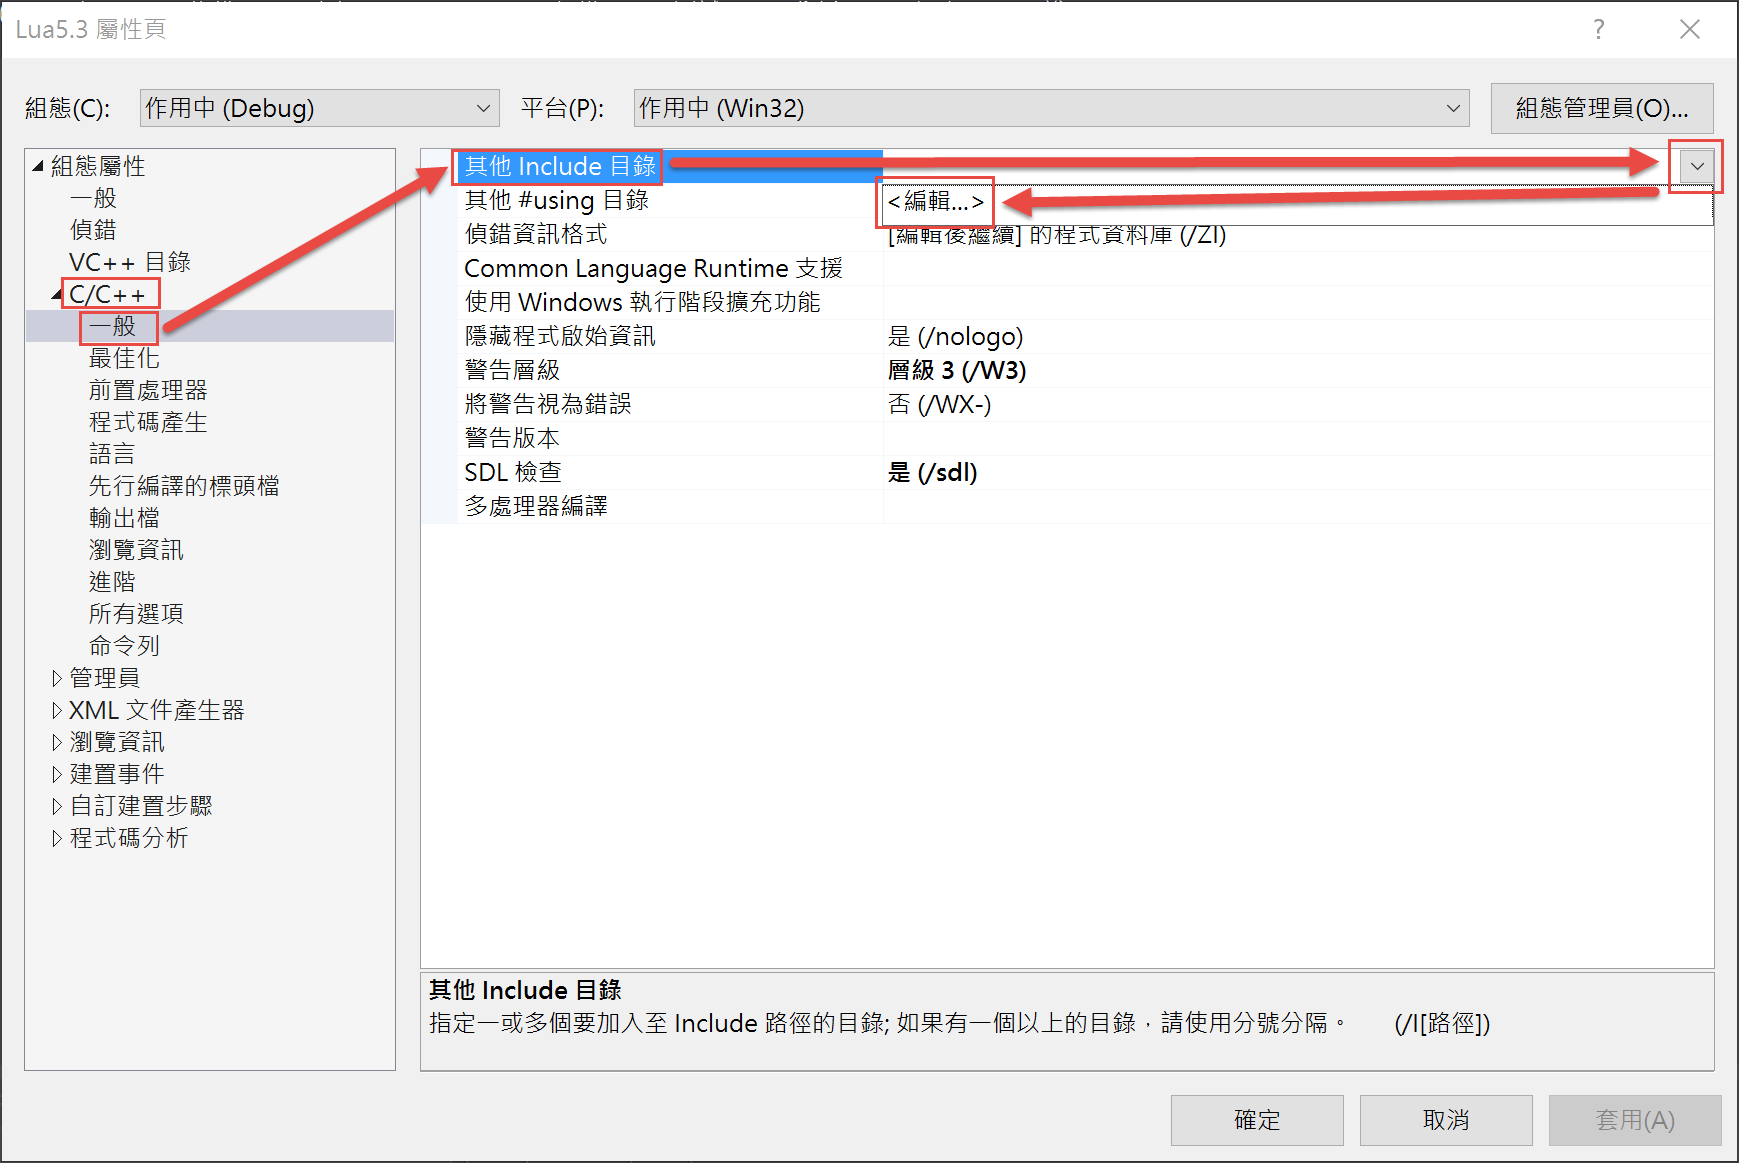 Lua5.3 屬性頁
?
組態(C):
作用中 (Debug)
平台(P):
作用中 (Win32)
組態管理員(O)...
組態屬性
一般
偵錯
VC++ 目錄
C/C++
一般
最佳化
前置處理器
程式碼產生
語言
先行編譯的標頭檔
輸出檔
瀏覽資訊
進階
所有選項
命令列
管理員
XML 文件產生器
瀏覽資訊
建置事件
自訂建置步驟
程式碼分析
其他 Include 目錄
其他 #using 目錄
<編輯...>
偵錯資訊格式
[編輯後繼續] 的程式資料庫 (/ZI)
Common Language Runtime 支援
使用 Windows 執行階段擴充功能
隱藏程式啟始資訊
是 (/nologo)
警告層級
層級 3 (/W3)
將警告視為錯誤
否 (/WX-)
警告版本
SDL 檢查
是 (/sdl)
多處理器編譯
其他 Include 目錄
指定一或多個要加入至 Include 路徑的目錄; 如果有一個以上的目錄，請使用分號分隔。 (/I[路徑])
確定
取消
套用(A)